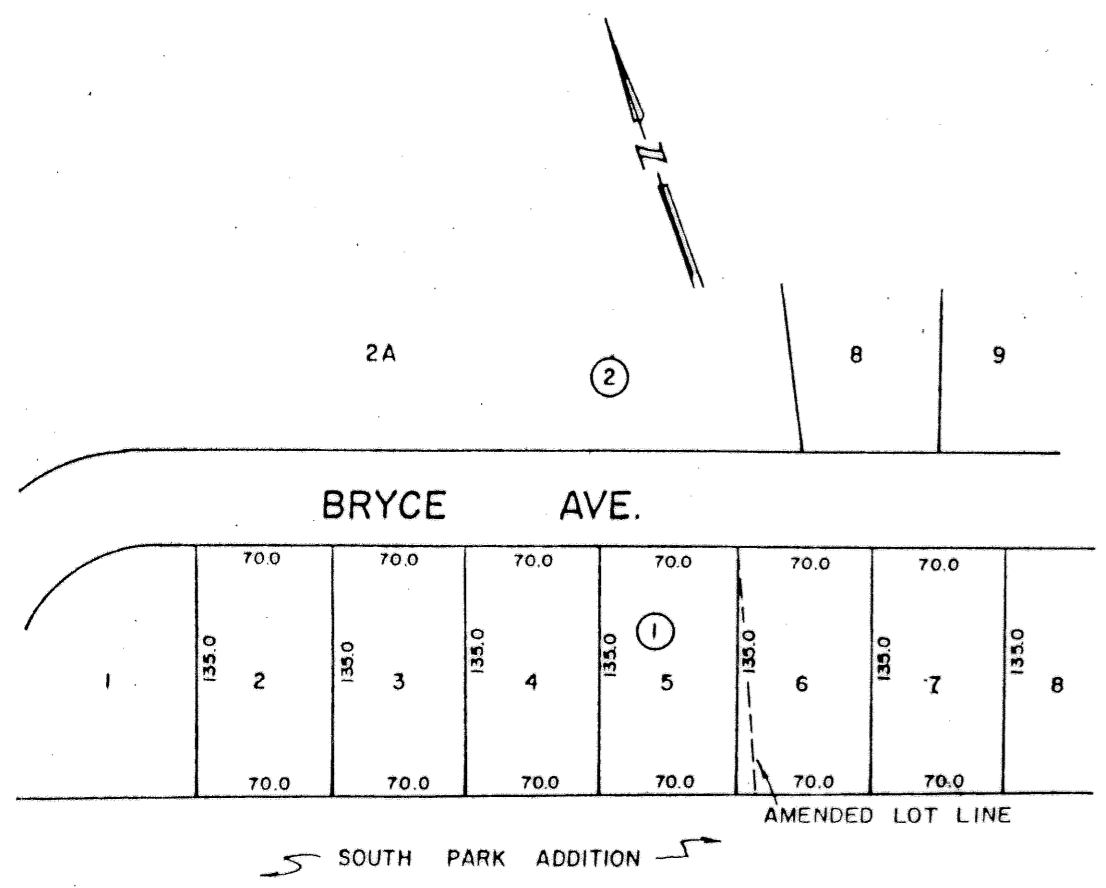 N
2A
2
8
9
BRYCE AVE.
70.0 70.0 70.0 70.0 70.0 70.0
1
135.0 135.0 135.0 135.0 135.0 135.0 135.0
1 2 3 4 5 6 7 8
70.0 70.0 70.0 70.0 70.0 70.0
AMENDED LOT LINE
SOUTH PARK ADDITION